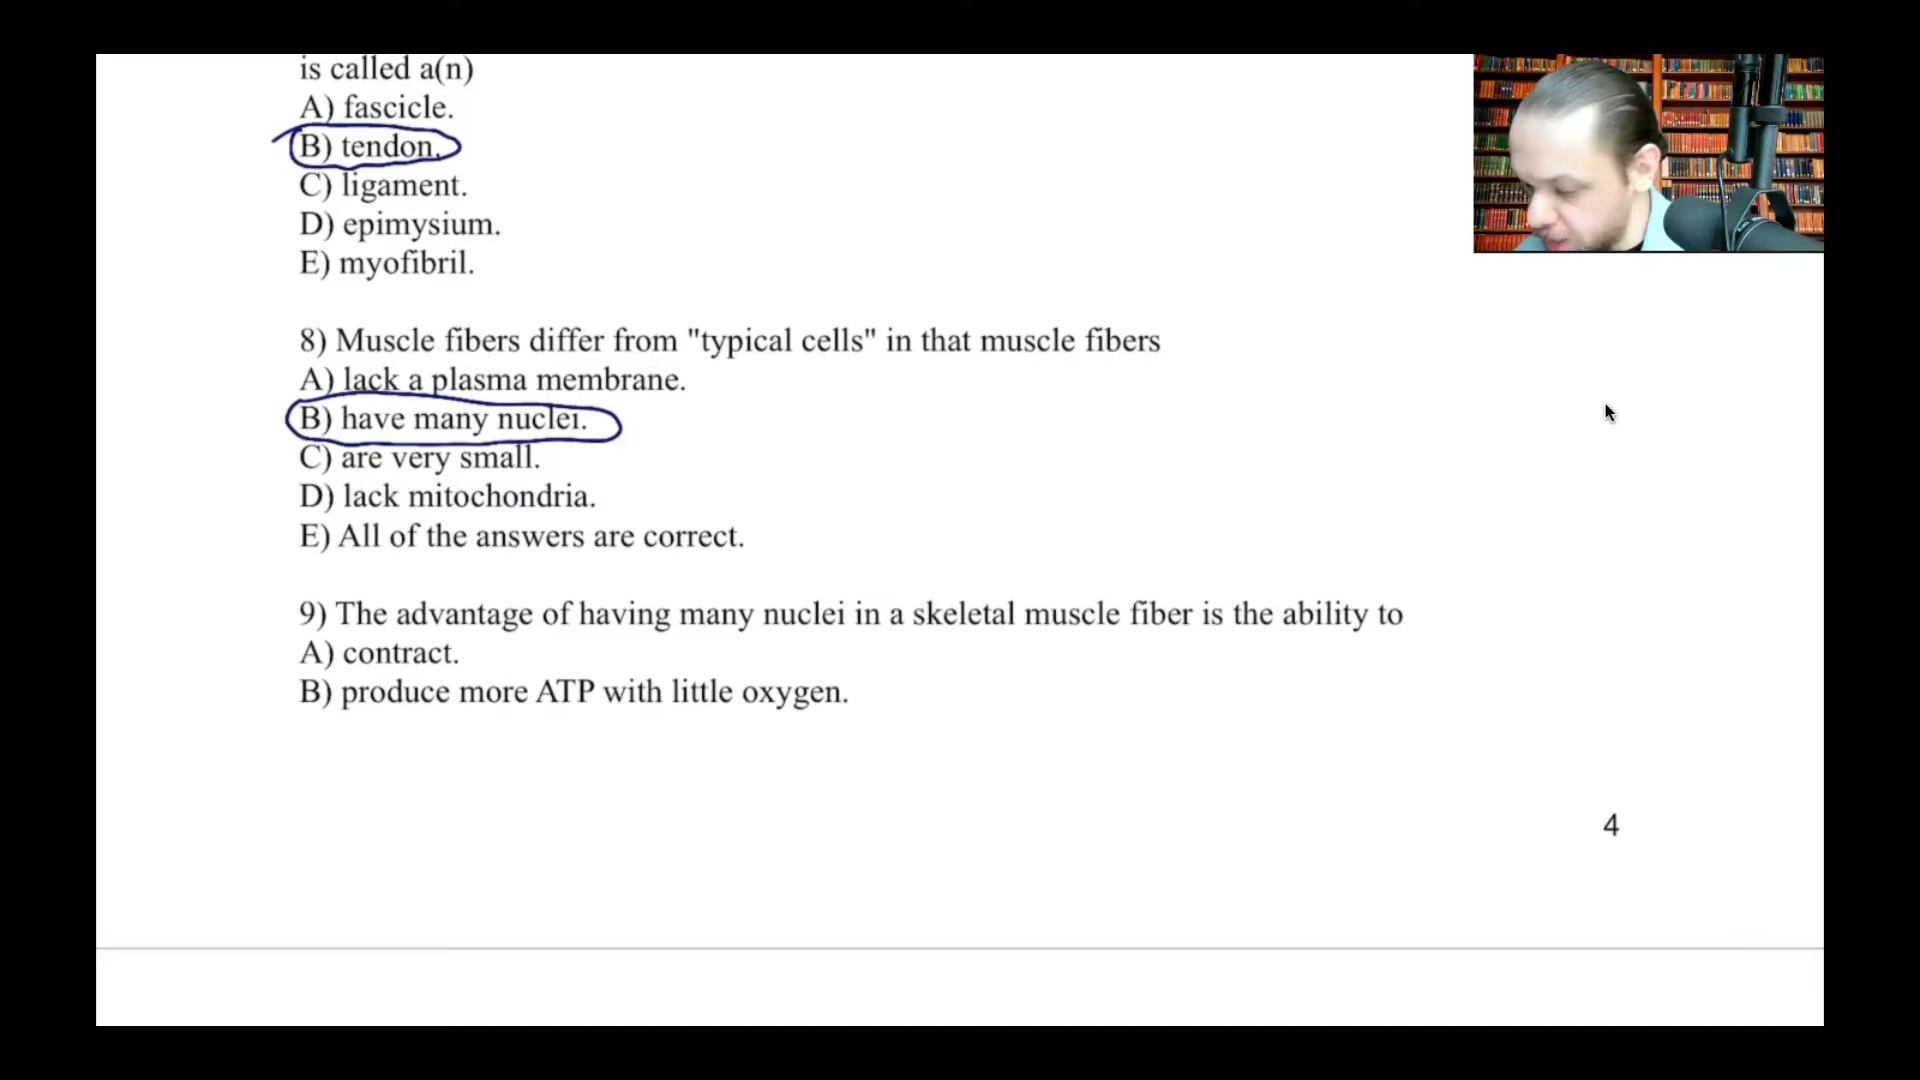 is called a(n)
A) fascicle.
B) tendon.
C) ligament.
D) epimysium.
E) myofibril.
8) Muscle fibers differ from "typical cells" in that muscle fibers
A) lack a plasma membrane.
B) have many nuclei.
C) are very small.
D) lack mitochondria.
E) All of the answers are correct.
9) The advantage of having many nuclei in a skeletal muscle fiber is the ability to
A) contract.
B) produce more ATP with little oxygen.
4